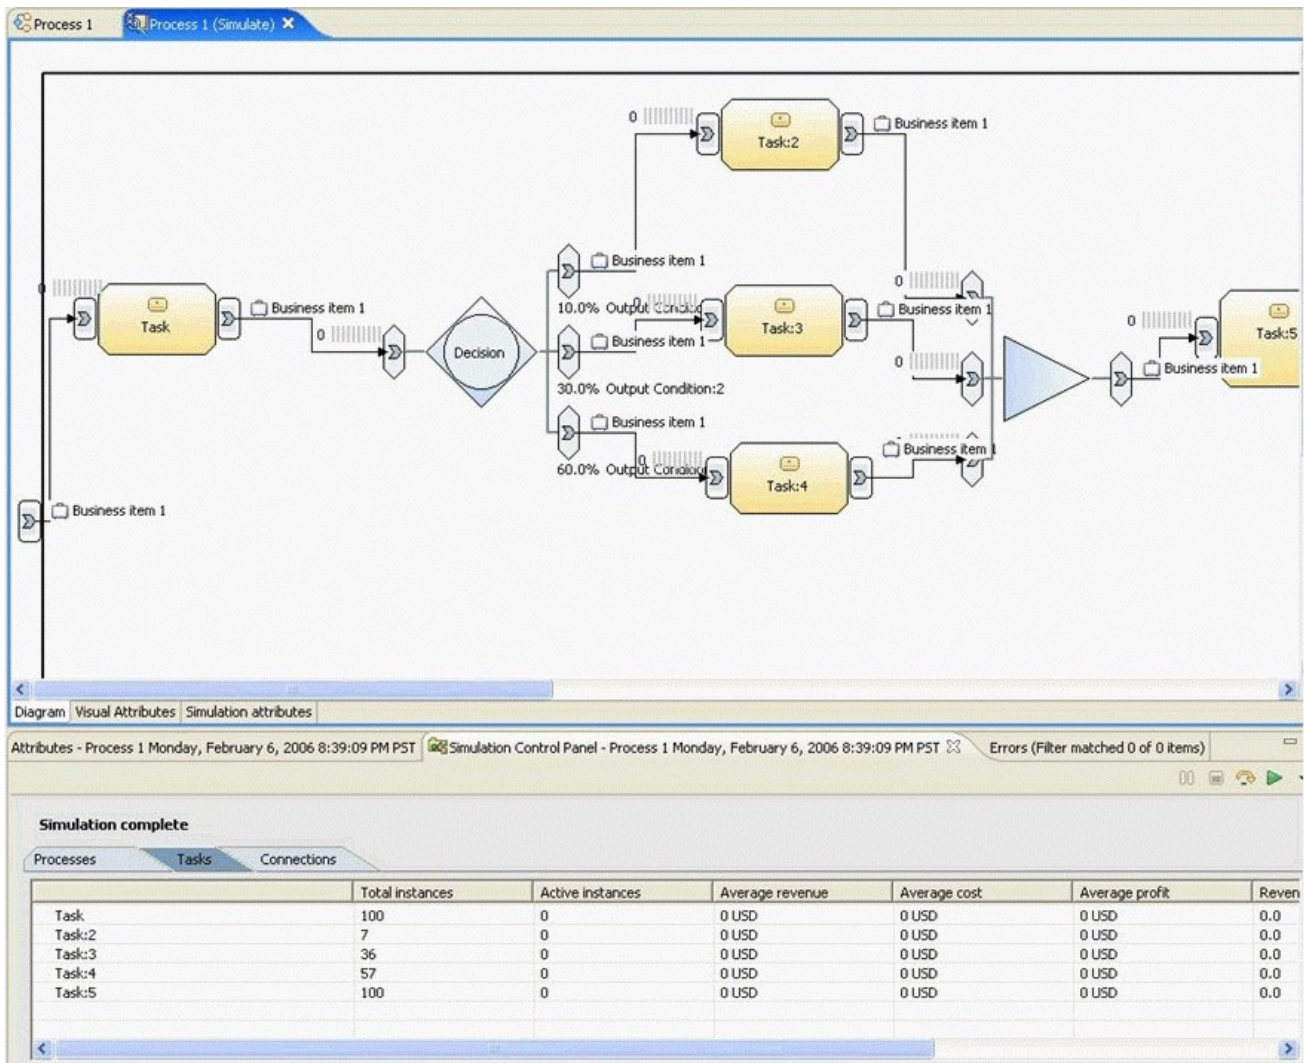 Process 1
Process 1 (Simulate)
0
Task:2
Business item 1
Business item 1
0
0
Task
Business item 1
0
Decision
10.0% Output
0
Task:3
Business item 1
0
Business item 1
30.0% Output Condition:2
0
0
Business item 1
Task:5
Business item 1
60.0% Output
0
Task:4
Business item 1
Business item 1
Diagram Visual Attributes Simulation attributes
Attributes - Process 1 Monday, February 6, 2006 8:39:09 PM PST Simulation Control Panel - Process 1 Monday, February 6, 2006 8:39:09 PM PST Errors (Filter matched 0 of 0 items)
Simulation complete
Processes Tasks Connections
Total instances Active instances Average revenue Average cost Average profit Reven
Task 100 0 0 USD 0 USD 0 USD 0.0
Task:2 7 0 0 USD 0 USD 0 USD 0.0
Task:3 36 0 0 USD 0 USD 0 USD 0.0
Task:4 57 0 0 USD 0 USD 0 USD 0.0
Task:5 100 0 0 USD 0 USD 0 USD 0.0